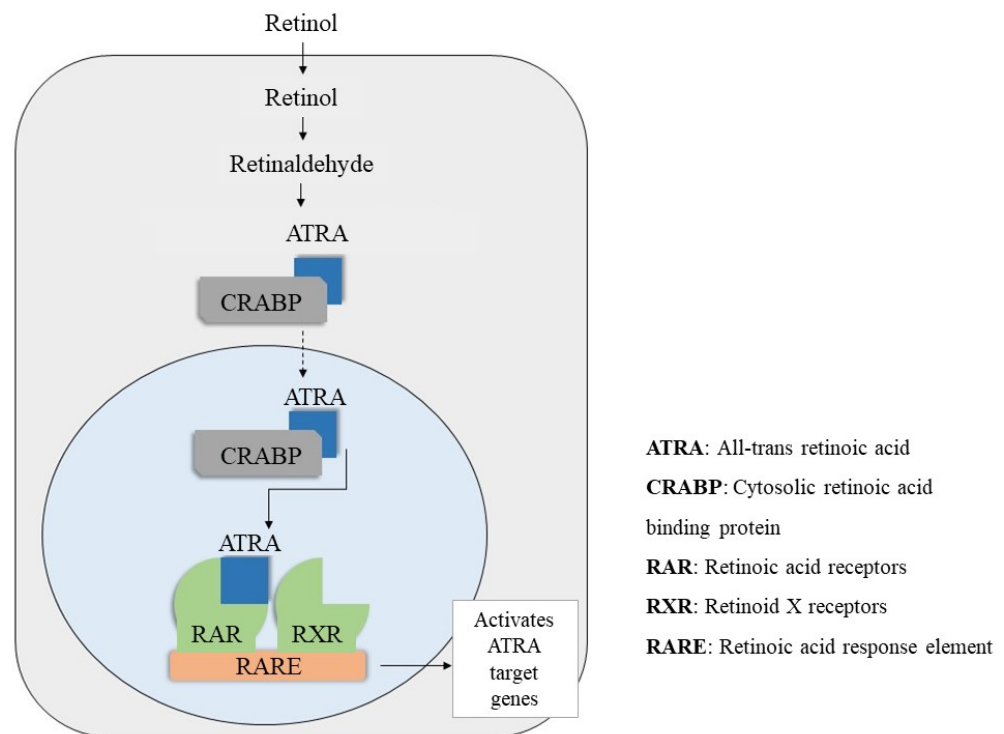 Retinol
Retinol
Retinaldehyde
ATRA
CRABP
ATRA
CRABP
ATRA
RAR
RXR
RARE
Activates
ATRA
target
genes
ATRA: All-trans retinoic acid
CRABP: Cytosolic retinoic acid
binding protein
RAR: Retinoic acid receptors
RXR: Retinoid X receptors
RARE: Retinoic acid response element